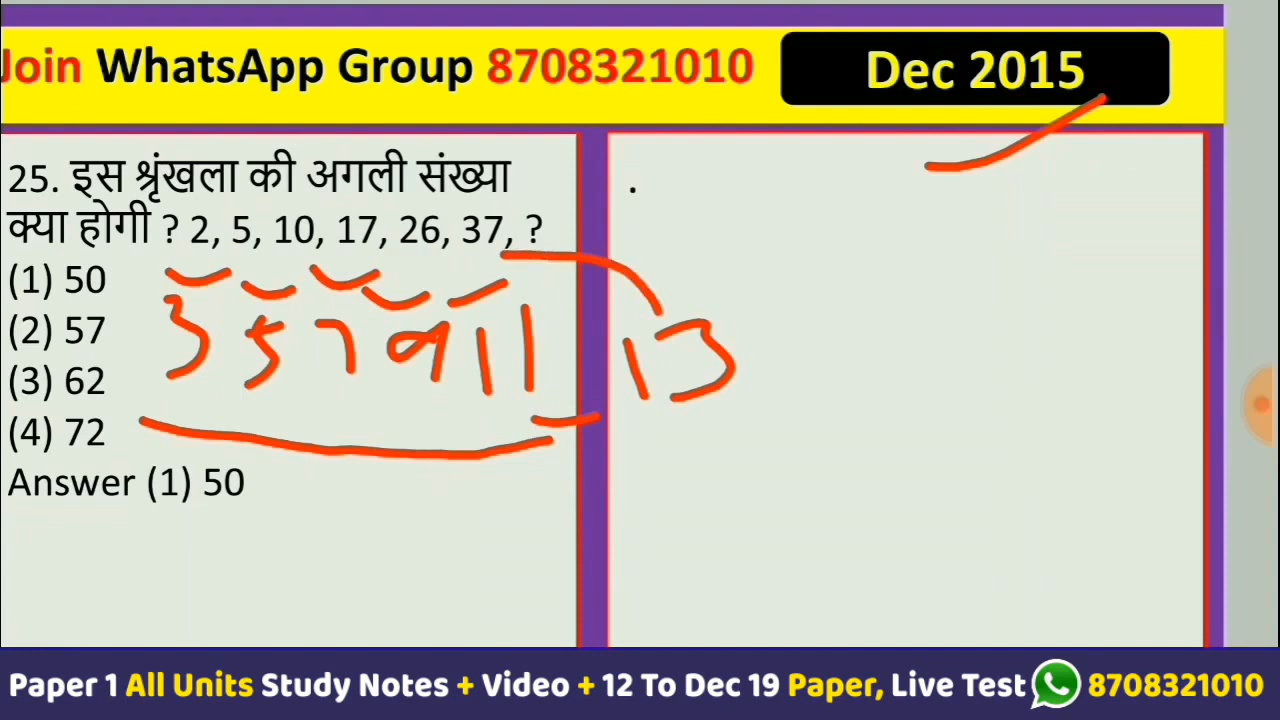 Join WhatsApp Group 8708321010
Dec 2015
25. इस श्रृंखला की अगली संख्या
क्या होगी ? 2, 5, 10, 17, 26, 37, ?
(1) 50
(2) 57
(3) 62
(4) 72
Answer (1) 50
3 5 7 9 11 13
.
Paper 1 All Units Study Notes + Video + 12 To Dec 19 Paper, Live Test 8708321010